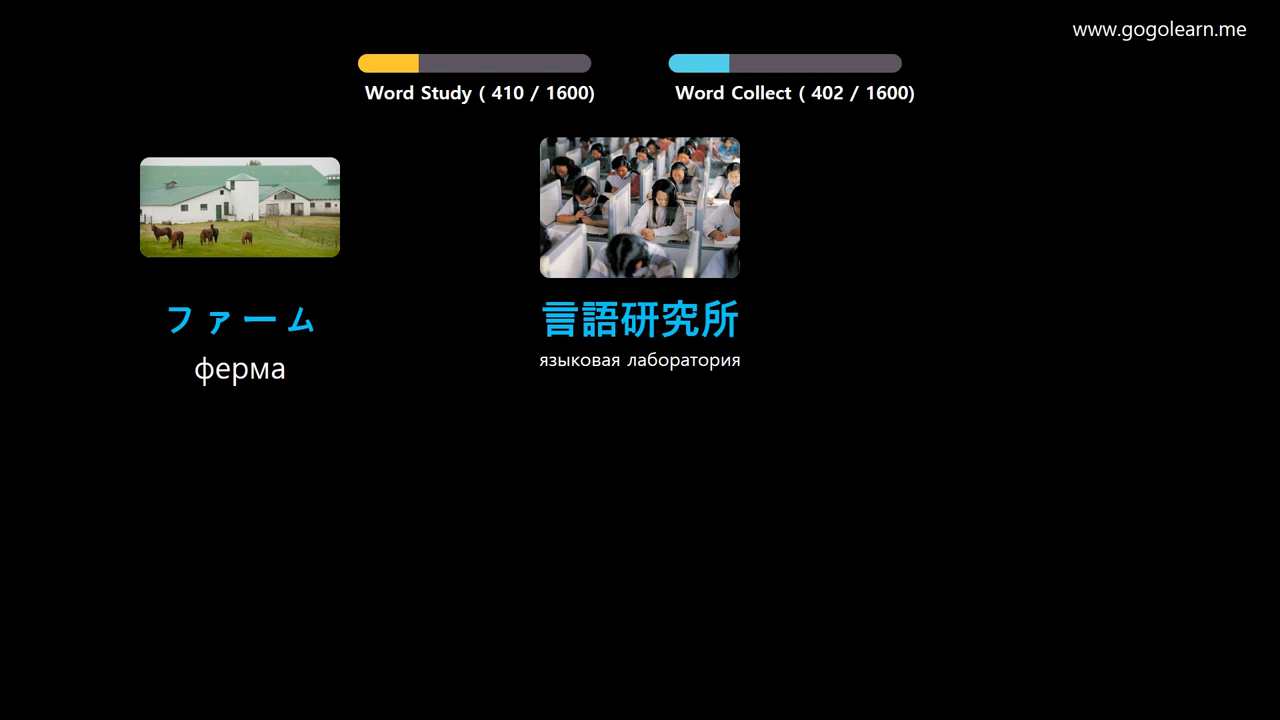 www.gogolearn.me
Word Study ( 410 / 1600)
Word Collect ( 402 / 1600)
ファーム
ферма
言語研究所
языковая лаборатория